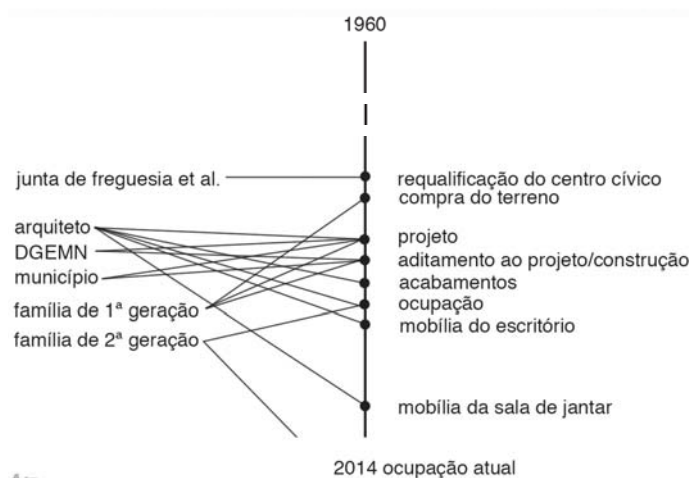 1960
junta de freguesia et al.
requalificação do centro cívico
compra do terreno
arquiteto
projeto
DGEMN
aditamento ao projeto/construção
município
acabamentos
família de 1ª geração
ocupação
mobília do escritório
família de 2ª geração
mobília da sala de jantar
2014 ocupação atual